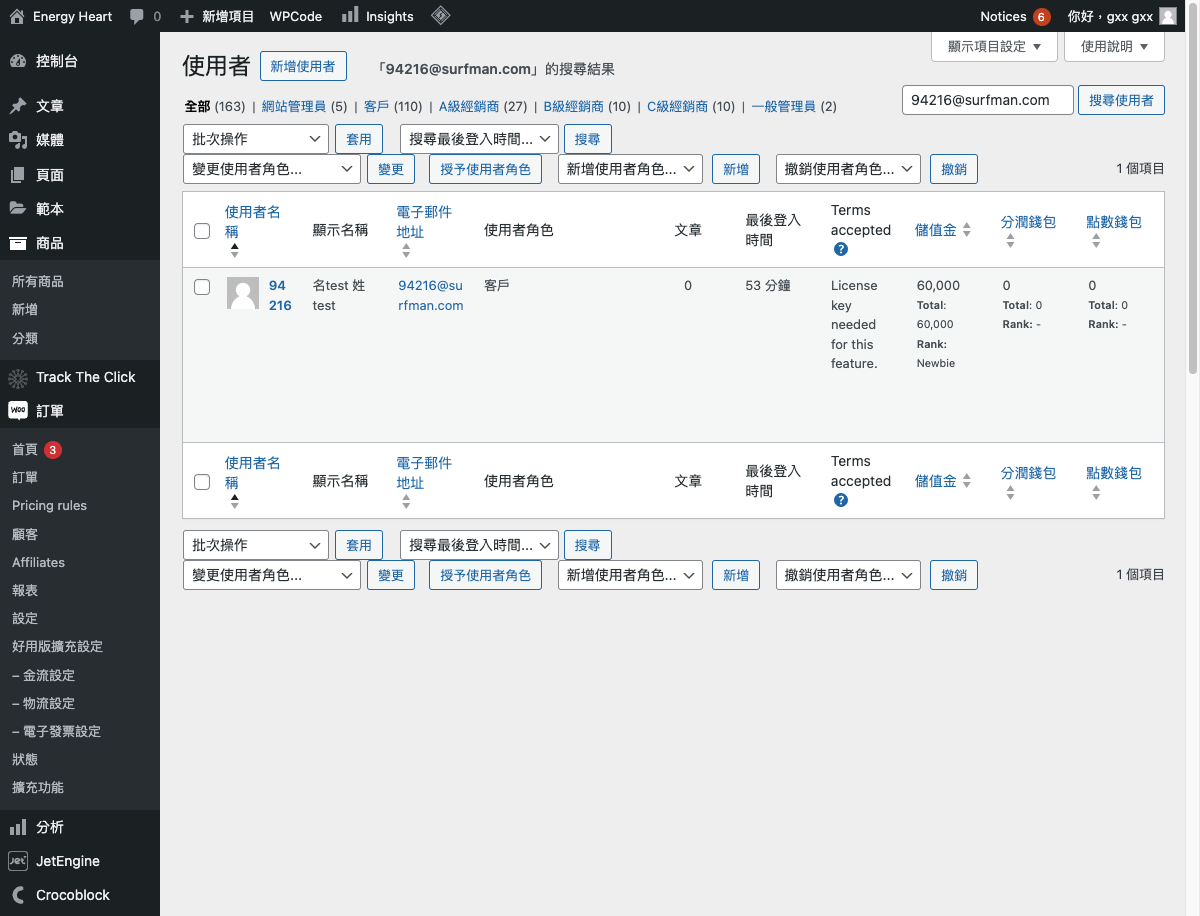 Energy Heart 0 新增項目 WPCode Insights Notices 6 你好，gxx gxx
控制台
文章
媒體
頁面
範本
商品
所有商品
新增
分類
Track The Click
訂單
首頁 3
訂單
Pricing rules
顧客
Affiliates
報表
設定
好用版擴充設定
– 金流設定
– 物流設定
– 電子發票設定
狀態
擴充功能
分析
JetEngine
Crocoblock
顯示項目設定 ▼ 使用說明 ▼
使用者 新增使用者 「94216@surfman.com」的搜尋結果
全部 (163) | 網站管理員 (5) | 客戶 (110) | A級經銷商 (27) | B級經銷商 (10) | C級經銷商 (10) | 一般管理員 (2)
94216@surfman.com 搜尋使用者
批次操作 套用 搜尋最後登入時間... 搜尋
變更使用者角色... 變更 授予使用者角色 新增使用者角色... 新增 撤銷使用者角色... 撤銷 1 個項目
使用者名
稱
顯示名稱
電子郵件
地址
使用者角色
文章
最後登入
時間
Terms
accepted
?
儲值金
分潤錢包
點數錢包
94
216
名test 姓
test
94216@su
rfman.com
客戶
0
53 分鐘
License
key
needed
for this
feature.
60,000
Total:
60,000
Rank:
Newbie
0
Total: 0
Rank: -
0
Total: 0
Rank: -
使用者名
稱
顯示名稱
電子郵件
地址
使用者角色
文章
最後登入
時間
Terms
accepted
?
儲值金
分潤錢包
點數錢包
批次操作 套用 搜尋最後登入時間... 搜尋
變更使用者角色... 變更 授予使用者角色 新增使用者角色... 新增 撤銷使用者角色... 撤銷 1 個項目